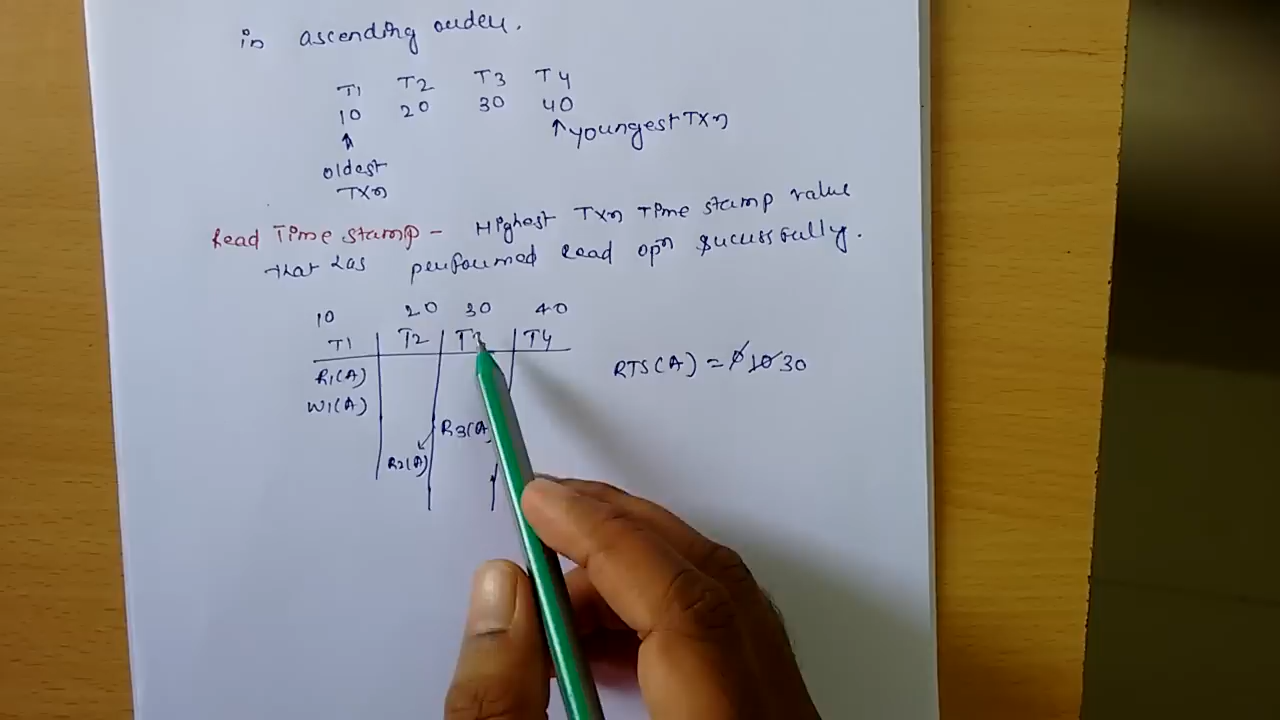 in ascending order.
T1 T2 T3 T4
10 20 30 40
↑ ↑ youngest TXn
oldest
TXn
Read Time stamp - Highest TXn Time stamp value
that has performed read opn successfully.
10 20 30 40
T1 T2 T3 T4
R1(A) RTS(A) = 0 10 30
W1(A)
R3(A)
R2(A)